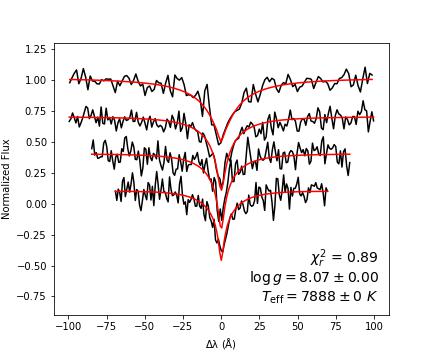 1.25
1.00
0.75
0.50
0.25
0.00
−0.25
−0.50
−0.75
Normalized Flux
χ²ᵣ = 0.89
log g = 8.07 ± 0.00
T_eff = 7888 ± 0 K
−100 −75 −50 −25 0 25 50 75 100
Δλ (Å)